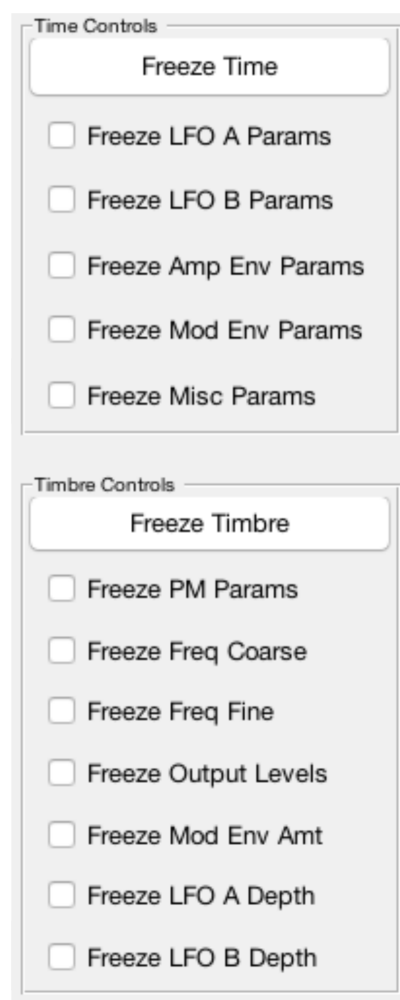 Time Controls
Freeze Time
Freeze LFO A Params
Freeze LFO B Params
Freeze Amp Env Params
Freeze Mod Env Params
Freeze Misc Params
Timbre Controls
Freeze Timbre
Freeze PM Params
Freeze Freq Coarse
Freeze Freq Fine
Freeze Output Levels
Freeze Mod Env Amt
Freeze LFO A Depth
Freeze LFO B Depth